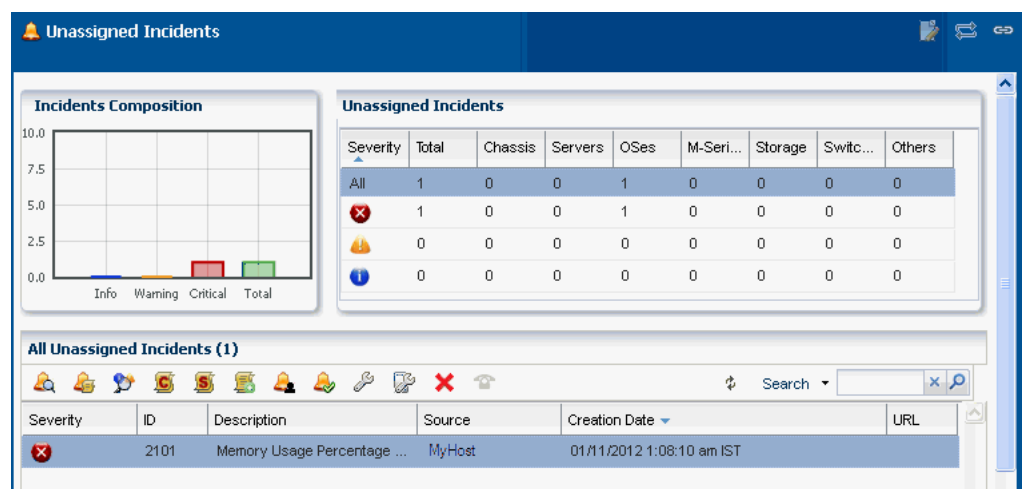 Unassigned Incidents
Incidents Composition
10.0
7.5
5.0
2.5
0.0
Info Warning Critical Total
Unassigned Incidents
Severity Total Chassis Servers OSes M-Seri... Storage Switc... Others
All 1 0 0 1 0 0 0 0
1 0 0 1 0 0 0 0
0 0 0 0 0 0 0 0
0 0 0 0 0 0 0 0
All Unassigned Incidents (1)
C S Search
Severity ID Description Source Creation Date URL
2101 Memory Usage Percentage ... MyHost 01/11/2012 1:08:10 am IST